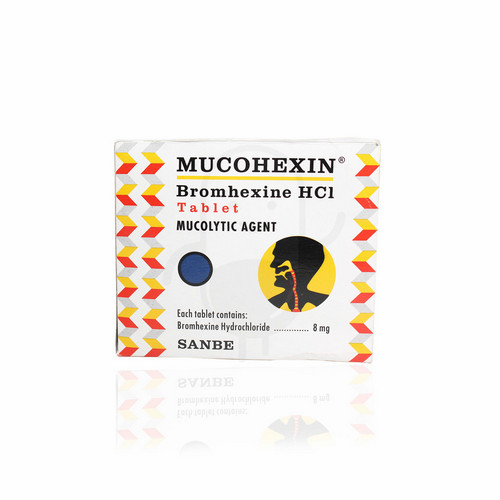 MUCOHEXIN®
Bromhexine HCl
Tablet
MUCOLYTIC AGENT
Each tablet contains:
Bromhexine Hydrochloride .............. 8 mg
SANBE